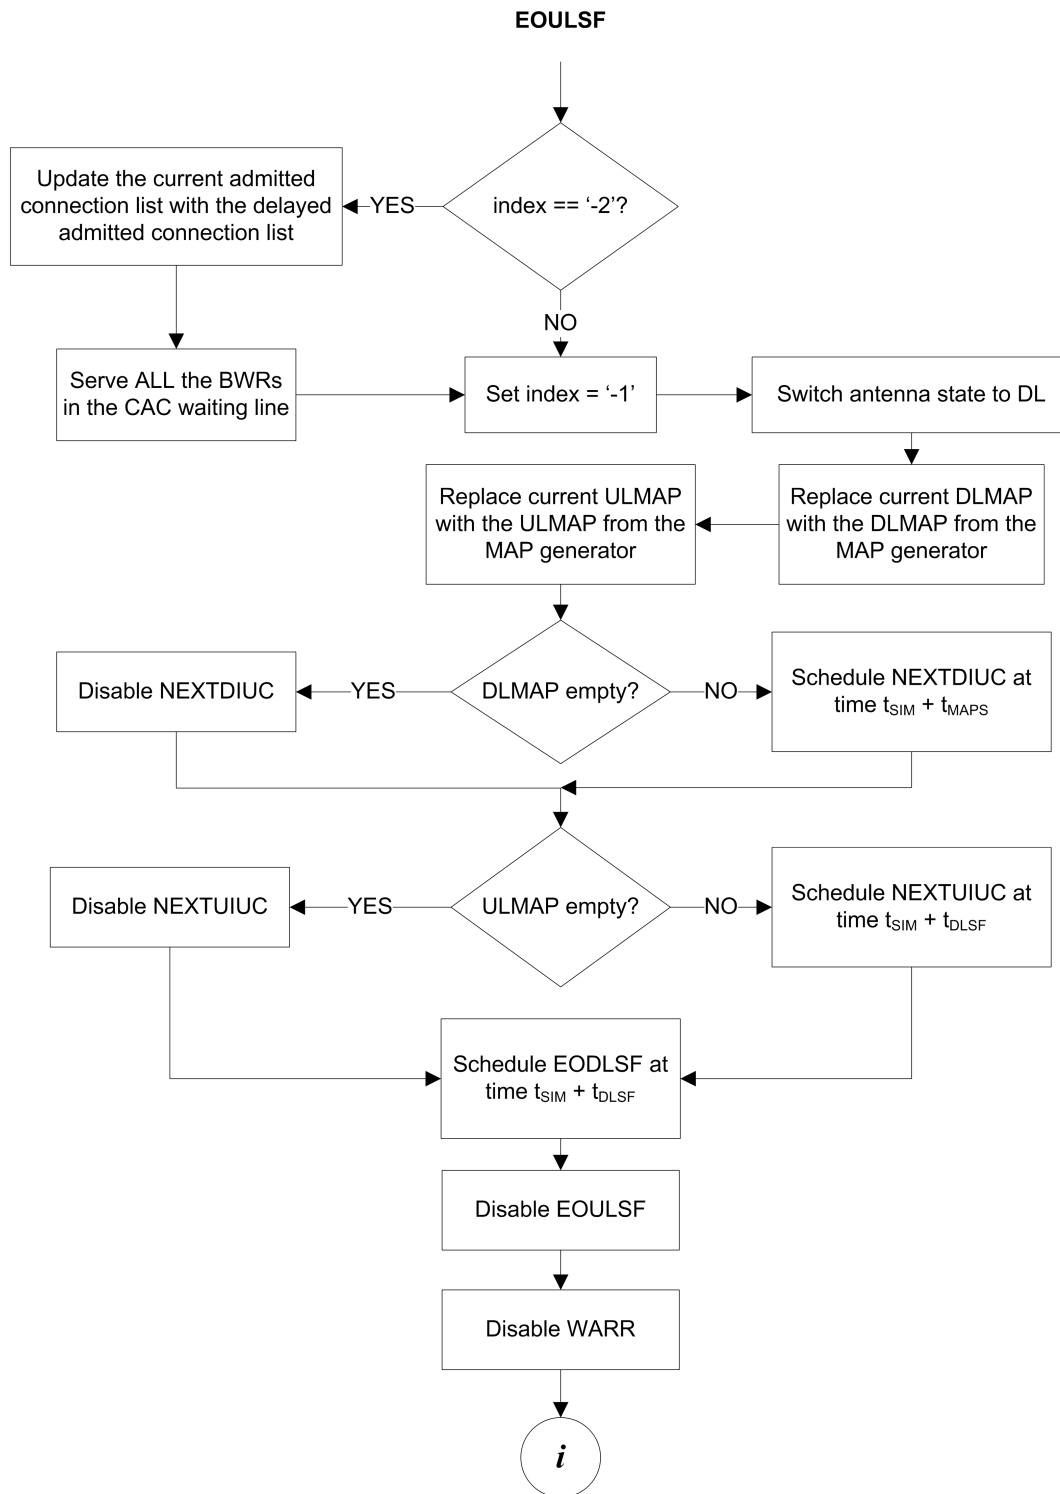 EOULSF
index == ‘-2’?
YES
Update the current admitted
connection list with the delayed
admitted connection list
NO
Serve ALL the BWRs
in the CAC waiting line
Set index = ‘-1’
Switch antenna state to DL
Replace current ULMAP
with the ULMAP from the
MAP generator
Replace current DLMAP
with the DLMAP from the
MAP generator
Disable NEXTDIUC
YES
DLMAP empty?
NO
Schedule NEXTDIUC at
time tSIM + tMAPS
Disable NEXTUIUC
YES
ULMAP empty?
NO
Schedule NEXTUIUC at
time tSIM + tDLSF
Schedule EODLSF at
time tSIM + tDLSF
Disable EOULSF
Disable WARR
i